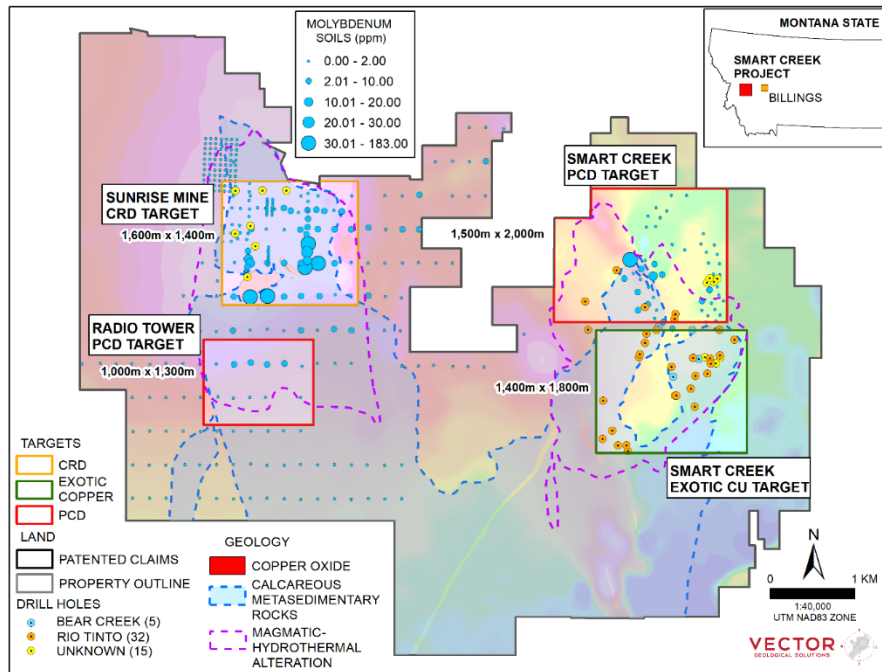 MOLYBDENUM
SOILS (ppm)
0.00 - 2.00
2.01 - 10.00
10.01 - 20.00
20.01 - 30.00
30.01 - 183.00
MONTANA STATE
SMART CREEK
PROJECT
BILLINGS
SUNRISE MINE
CRD TARGET
1,600m x 1,400m
SMART CREEK
PCD TARGET
1,500m x 2,000m
RADIO TOWER
PCD TARGET
1,000m x 1,300m
1,400m x 1,800m
SMART CREEK
EXOTIC CU TARGET
TARGETS
CRD
EXOTIC
COPPER
PCD
LAND
PATENTED CLAIMS
PROPERTY OUTLINE
DRILL HOLES
BEAR CREEK (5)
RIO TINTO (32)
UNKNOWN (15)
GEOLOGY
COPPER OXIDE
CALCAREOUS
METASEDIMENTARY
ROCKS
MAGMATIC-
HYDROTHERMAL
ALTERATION
N
0 1 KM
1:40,000
UTM NAD83 ZONE
VECTOR
GEOLOGICAL SOLUTIONS